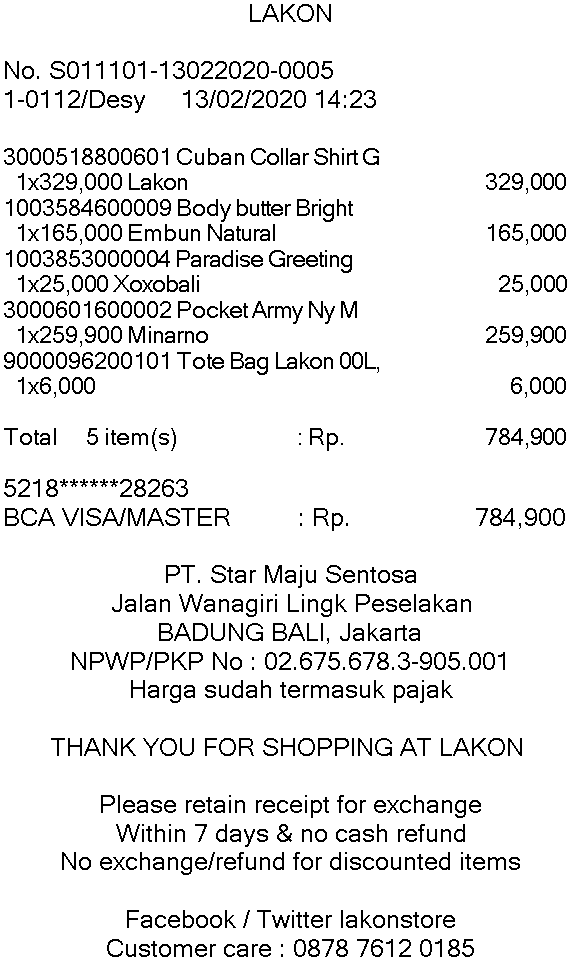 LAKON
No. S011101-13022020-0005
1-0112/Desy 13/02/2020 14:23
3000518800601 Cuban Collar Shirt G
1x329,000 Lakon 329,000
1003584600009 Body butter Bright
1x165,000 Embun Natural 165,000
1003853000004 Paradise Greeting
1x25,000 Xoxobali 25,000
3000601600002 Pocket Army Ny M
1x259,900 Minarno 259,900
9000096200101 Tote Bag Lakon 00L,
1x6,000 6,000
Total 5 item(s) : Rp. 784,900
5218******28263
BCA VISA/MASTER : Rp. 784,900
PT. Star Maju Sentosa
Jalan Wanagiri Lingk Peselakan
BADUNG BALI, Jakarta
NPWP/PKP No : 02.675.678.3-905.001
Harga sudah termasuk pajak
THANK YOU FOR SHOPPING AT LAKON
Please retain receipt for exchange
Within 7 days & no cash refund
No exchange/refund for discounted items
Facebook / Twitter lakonstore
Customer care : 0878 7612 0185